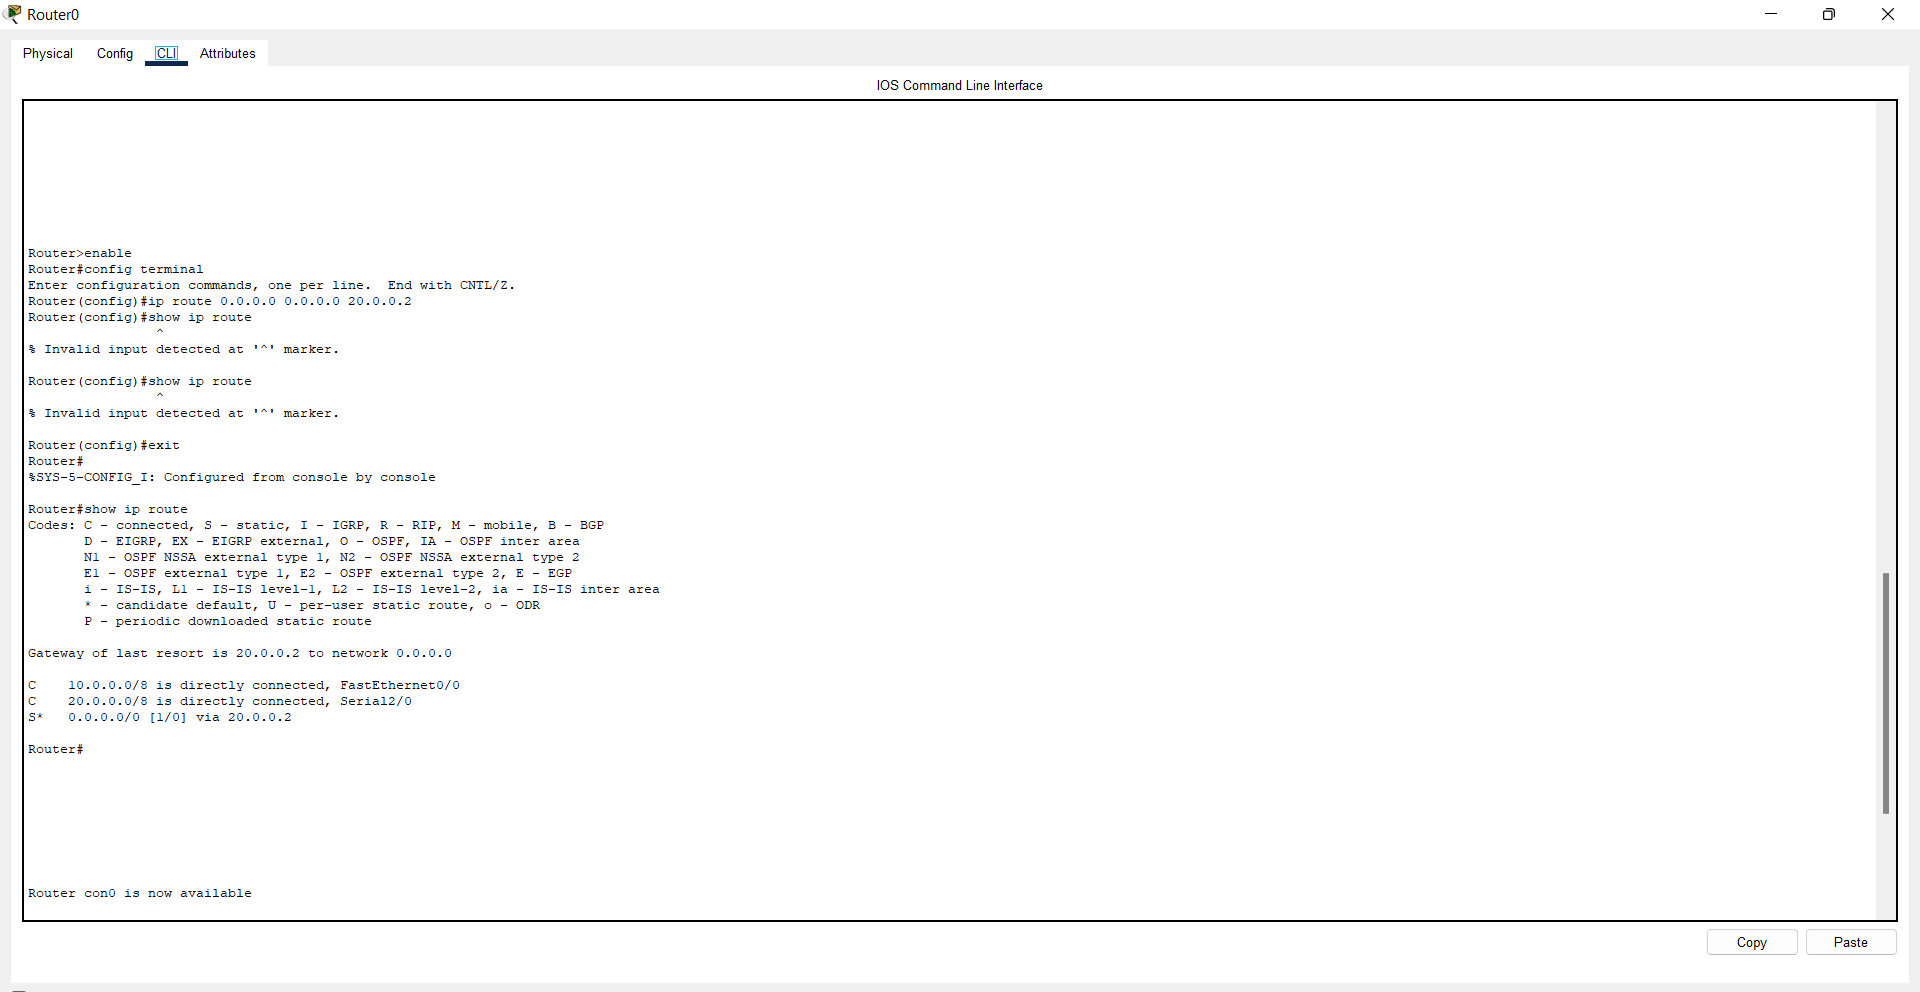 Router0
Physical Config CLI Attributes
IOS Command Line Interface
Router>enable
Router#config terminal
Enter configuration commands, one per line.  End with CNTL/Z.
Router(config)#ip route 0.0.0.0 0.0.0.0 20.0.0.2
Router(config)#show ip route
^
% Invalid input detected at '^' marker.
Router(config)#show ip route
^
% Invalid input detected at '^' marker.
Router(config)#exit
Router#
%SYS-5-CONFIG_I: Configured from console by console
Router#show ip route
Codes: C - connected, S - static, I - IGRP, R - RIP, M - mobile, B - BGP
D - EIGRP, EX - EIGRP external, O - OSPF, IA - OSPF inter area
N1 - OSPF NSSA external type 1, N2 - OSPF NSSA external type 2
E1 - OSPF external type 1, E2 - OSPF external type 2, E - EGP
i - IS-IS, L1 - IS-IS level-1, L2 - IS-IS level-2, ia - IS-IS inter area
* - candidate default, U - per-user static route, o - ODR
P - periodic downloaded static route
Gateway of last resort is 20.0.0.2 to network 0.0.0.0
C    10.0.0.0/8 is directly connected, FastEthernet0/0
C    20.0.0.0/8 is directly connected, Serial2/0
S*   0.0.0.0/0 [1/0] via 20.0.0.2
Router#
Router con0 is now available
Copy Paste